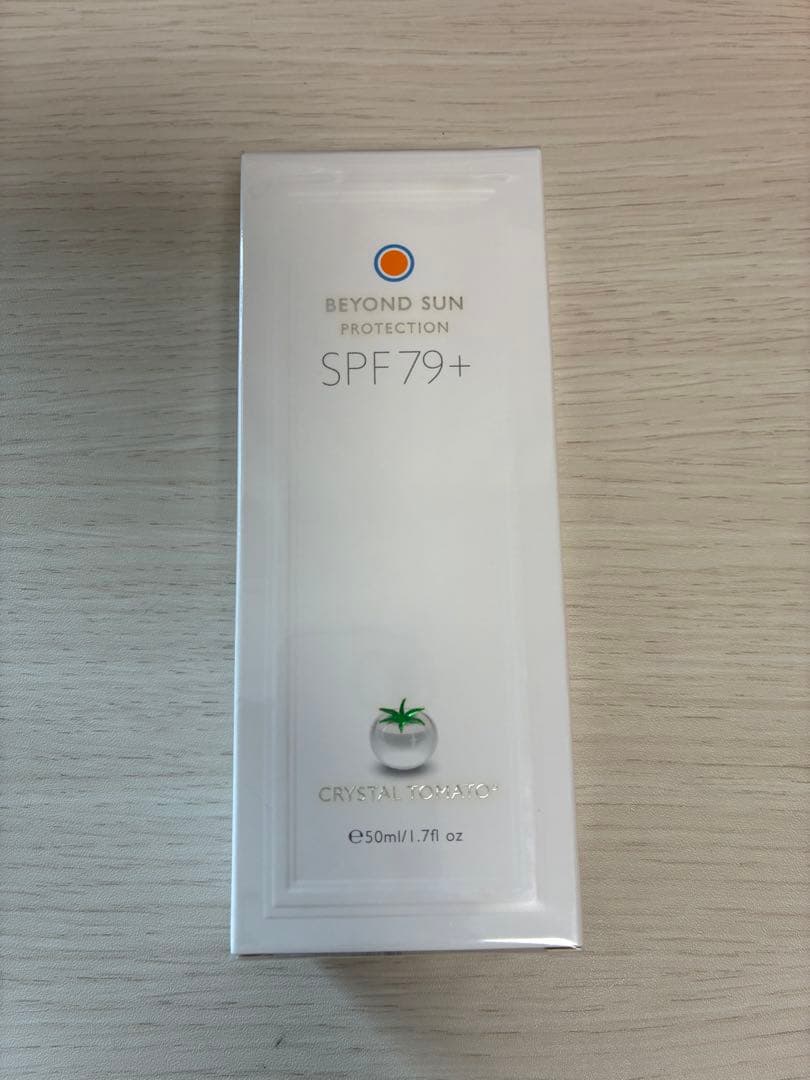 BEYOND SUN
PROTECTION
SPF 79+
CRYSTAL TOMATO®
℮50ml/1.7fl oz